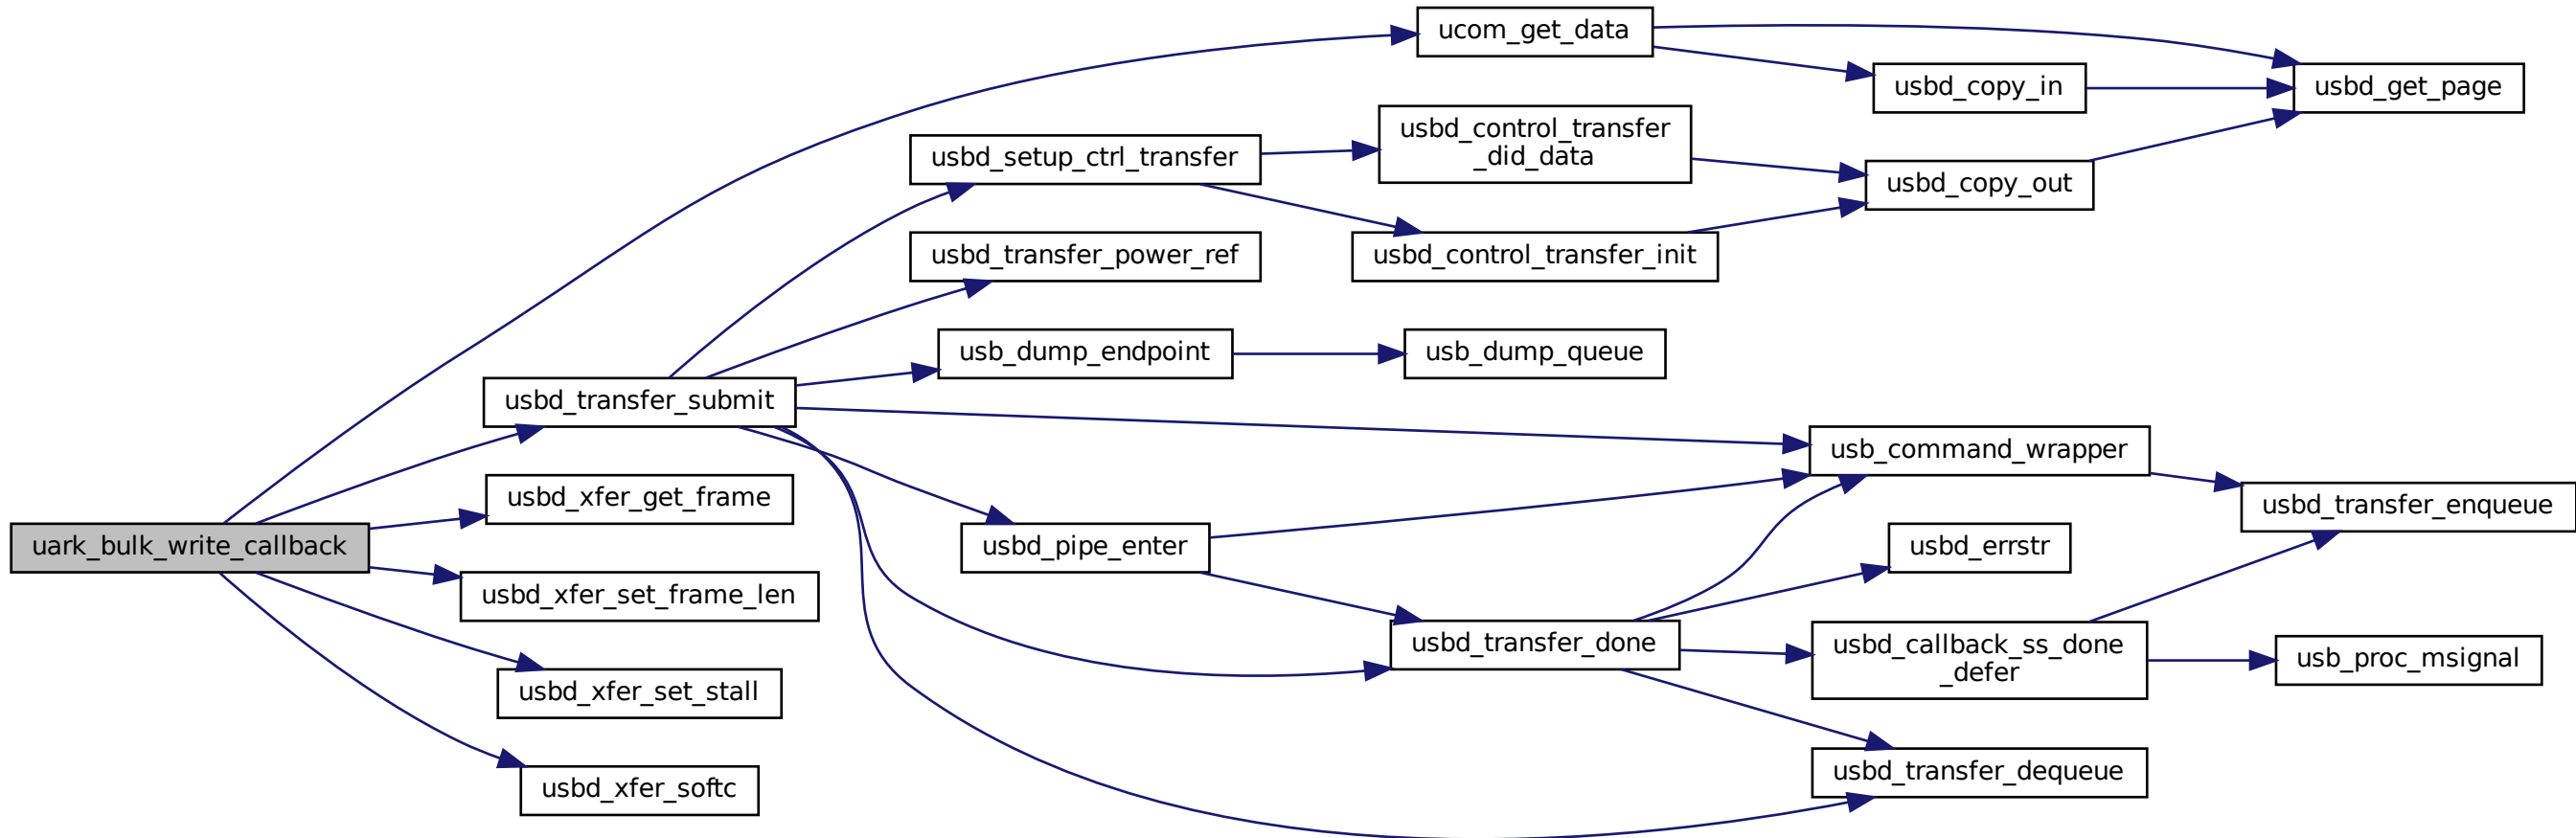 ucom_get_data
usbd_copy_in
usbd_get_page
usbd_control_transfer
_did_data
usbd_setup_ctrl_transfer
usbd_copy_out
usbd_transfer_power_ref
usbd_control_transfer_init
usb_dump_endpoint
usb_dump_queue
usbd_transfer_submit
usb_command_wrapper
usbd_xfer_get_frame
usbd_transfer_enqueue
uark_bulk_write_callback
usbd_pipe_enter
usbd_errstr
usbd_xfer_set_frame_len
usbd_transfer_done
usbd_callback_ss_done
_defer
usb_proc_msignal
usbd_xfer_set_stall
usbd_transfer_dequeue
usbd_xfer_softc